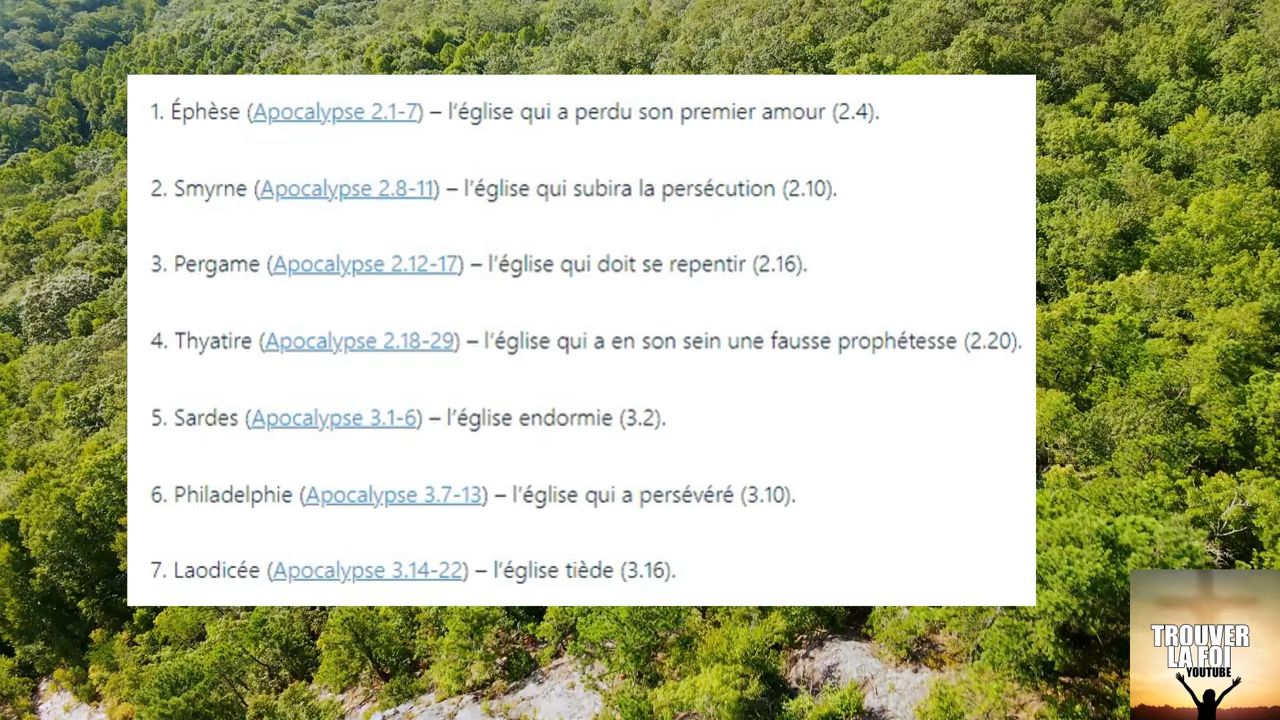 1. Éphèse (Apocalypse 2.1-7) – l’église qui a perdu son premier amour (2.4).
2. Smyrne (Apocalypse 2.8-11) – l’église qui subira la persécution (2.10).
3. Pergame (Apocalypse 2.12-17) – l’église qui doit se repentir (2.16).
4. Thyatire (Apocalypse 2.18-29) – l’église qui a en son sein une fausse prophétesse (2.20).
5. Sardes (Apocalypse 3.1-6) – l’église endormie (3.2).
6. Philadelphie (Apocalypse 3.7-13) – l’église qui a persévéré (3.10).
7. Laodicée (Apocalypse 3.14-22) – l’église tiède (3.16).
TROUVER
LA FOI
YOUTUBE